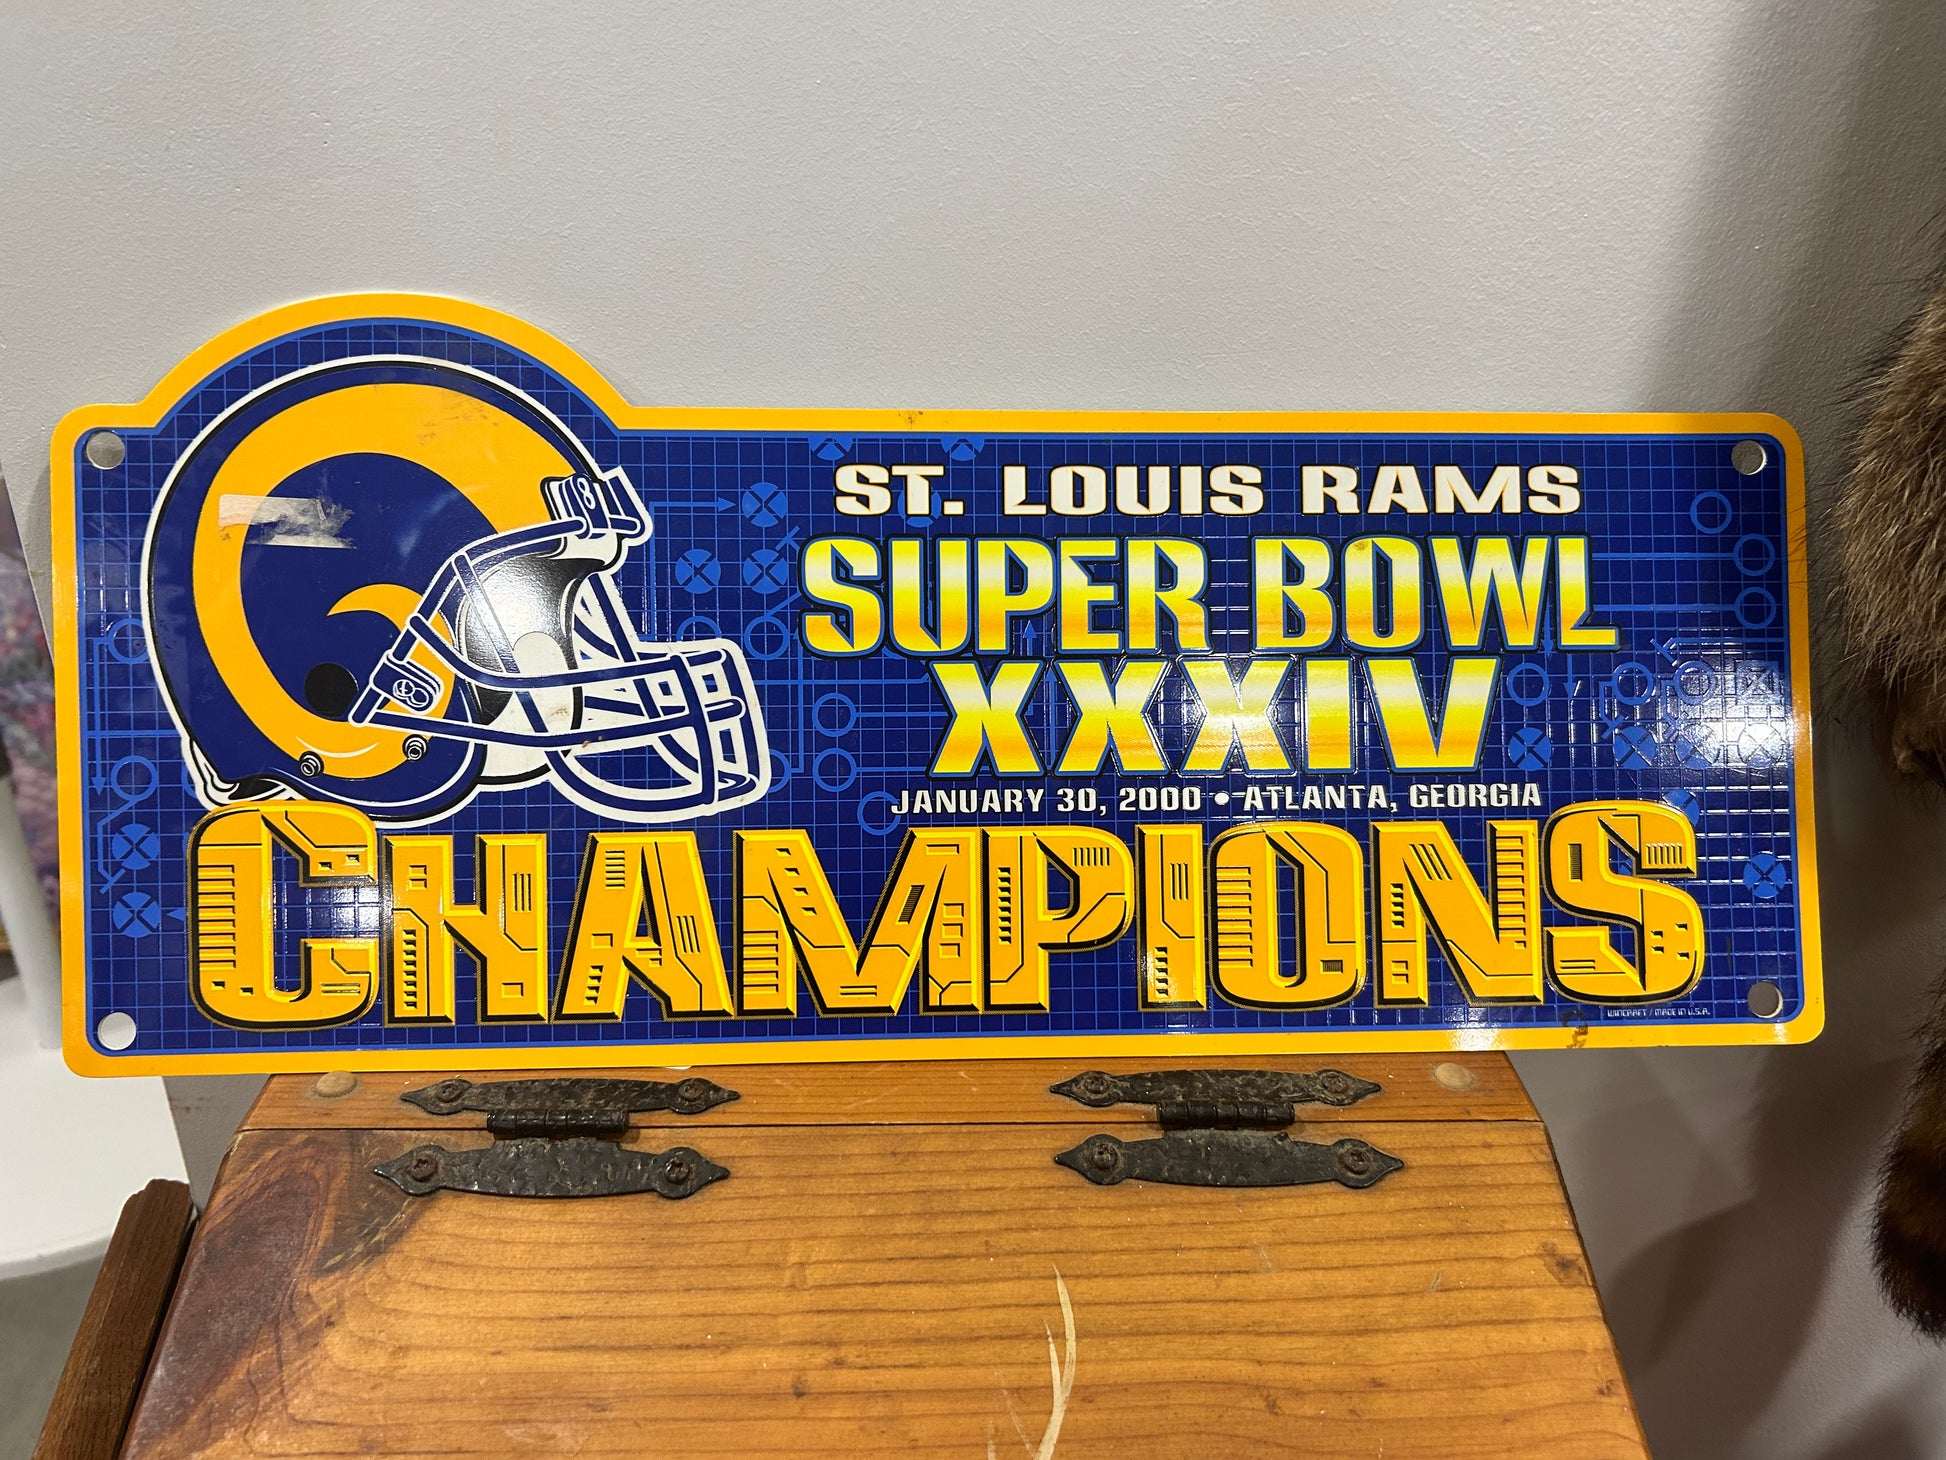 ST. LOUIS RAMS
SUPER BOWL
XXXIV
JANUARY 30, 2000 • ATLANTA, GEORGIA
CHAMPIONS
WINCRAFT / MADE IN U.S.A.